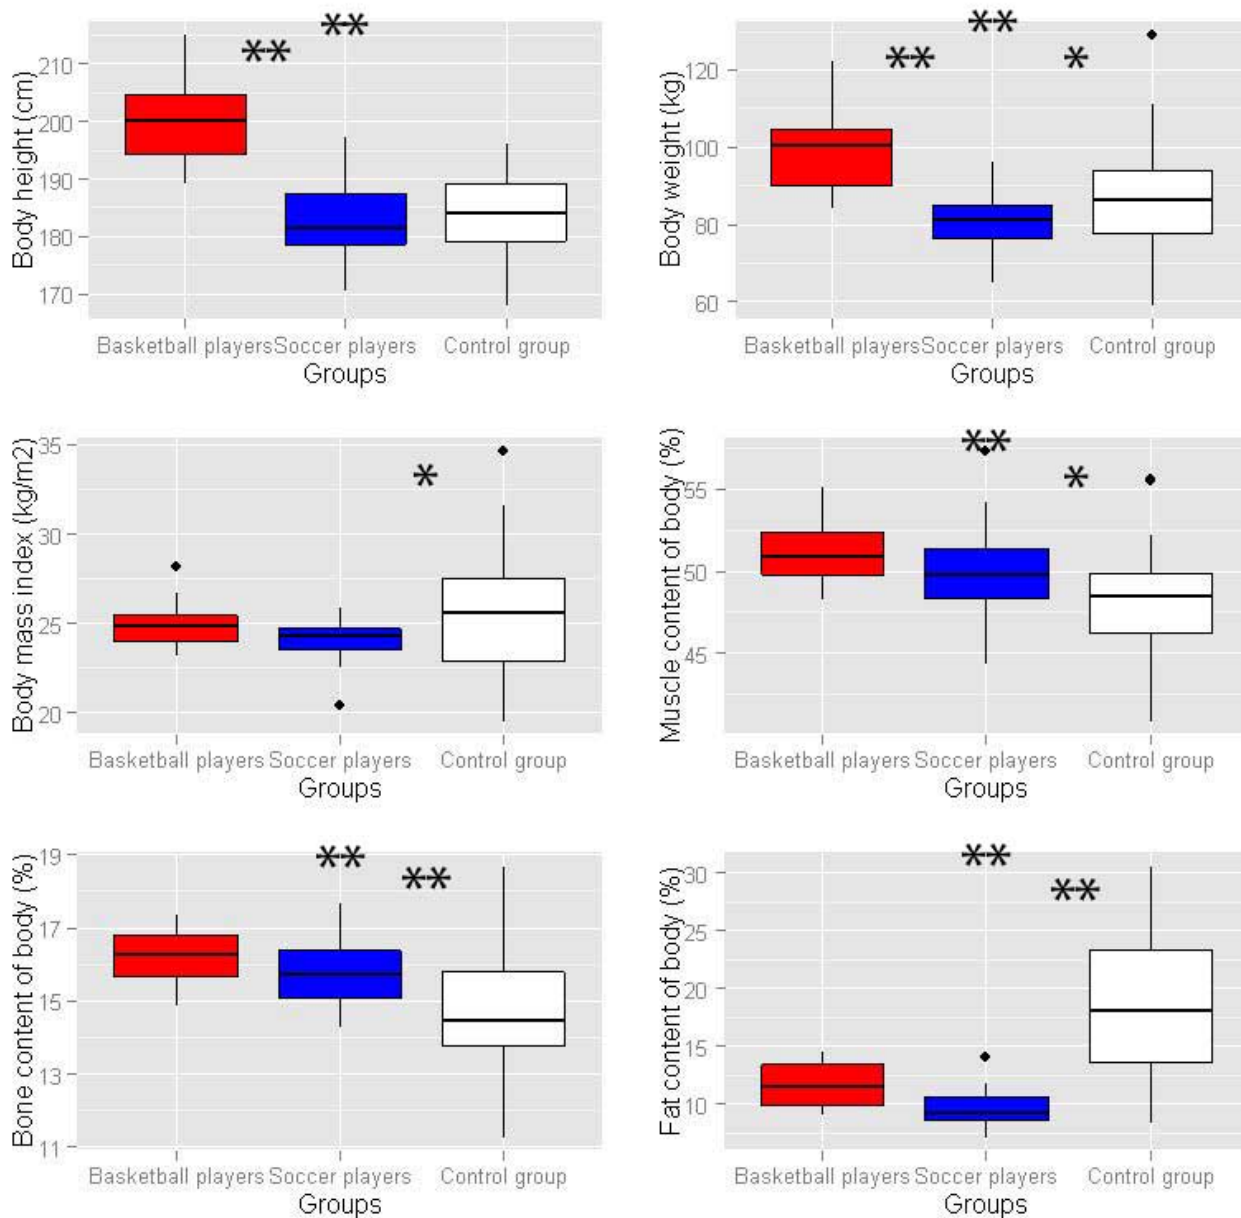 **
**
Body height (cm)
210
200
190
180
170
Basketball players Soccer players Control group
Groups
**
**
*
Body weight (kg)
120
100
80
60
Basketball players Soccer players Control group
Groups
*
Body mass index (kg/m2)
35
30
25
20
Basketball players Soccer players Control group
Groups
**
*
Muscle content of body (%)
55
50
45
Basketball players Soccer players Control group
Groups
**
**
Bone content of body (%)
19
17
15
13
11
Basketball players Soccer players Control group
Groups
**
**
Fat content of body (%)
30
25
20
15
10
Basketball players Soccer players Control group
Groups